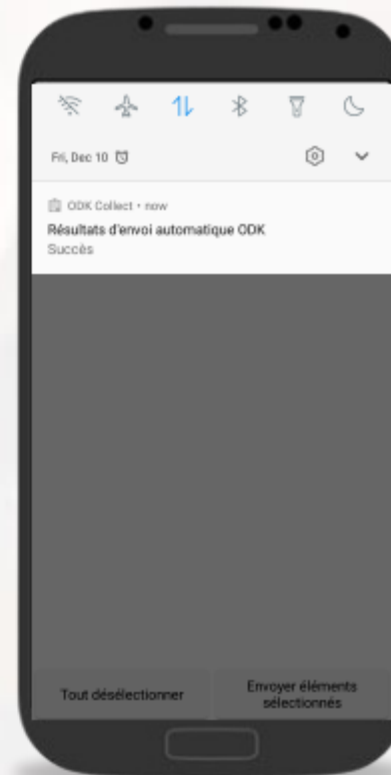 Fri, Dec 10
ODK Collect • now
Résultats d'envoi automatique ODK
Succès
Tout désélectionner
Envoyer éléments
sélectionnés